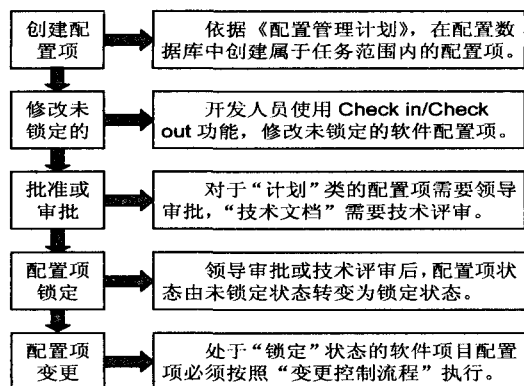 创建配
置项
依据《配置管理计划》，在配置数
据库中创建属于任务范围内的配置项。
修改未
锁定的
开发人员使用 Check in/Check
out 功能，修改未锁定的软件配置项。
批准或
审批
对于“计划”类的配置项需要领导
审批，“技术文档”需要技术评审。
配置项
锁定
领导审批或技术评审后，配置项状
态由未锁定状态转变为锁定状态。
配置项
变更
处于“锁定”状态的软件项目配置
项必须按照“变更控制流程”执行。